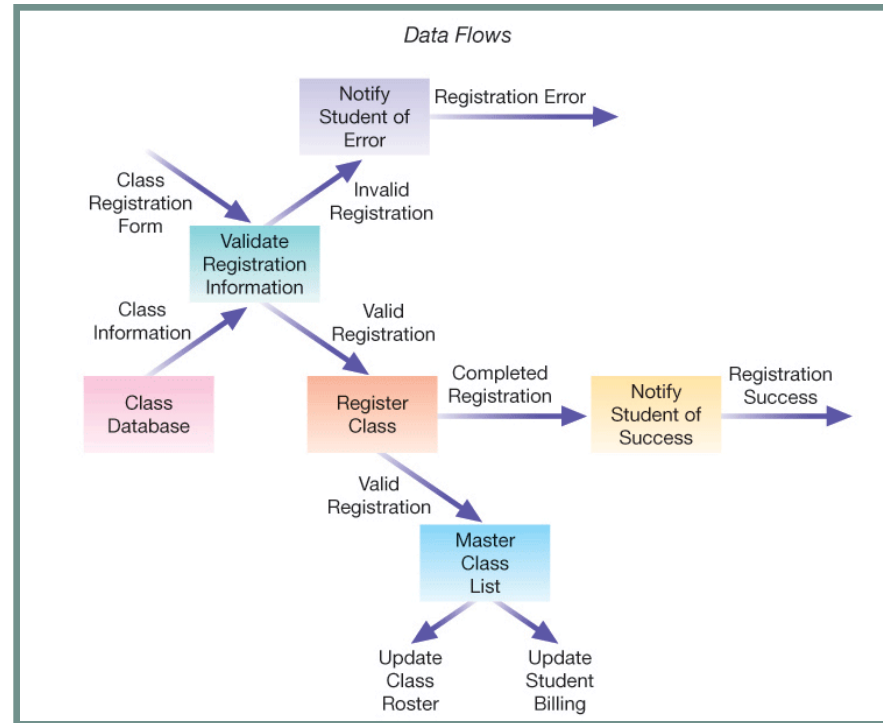 Data Flows
Notify
Student of
Error
Registration Error
Class
Registration
Form
Invalid
Registration
Validate
Registration
Information
Class
Information
Valid
Registration
Class
Database
Register
Class
Completed
Registration
Notify
Student of
Success
Registration
Success
Valid
Registration
Master
Class
List
Update
Class
Roster
Update
Student
Billing